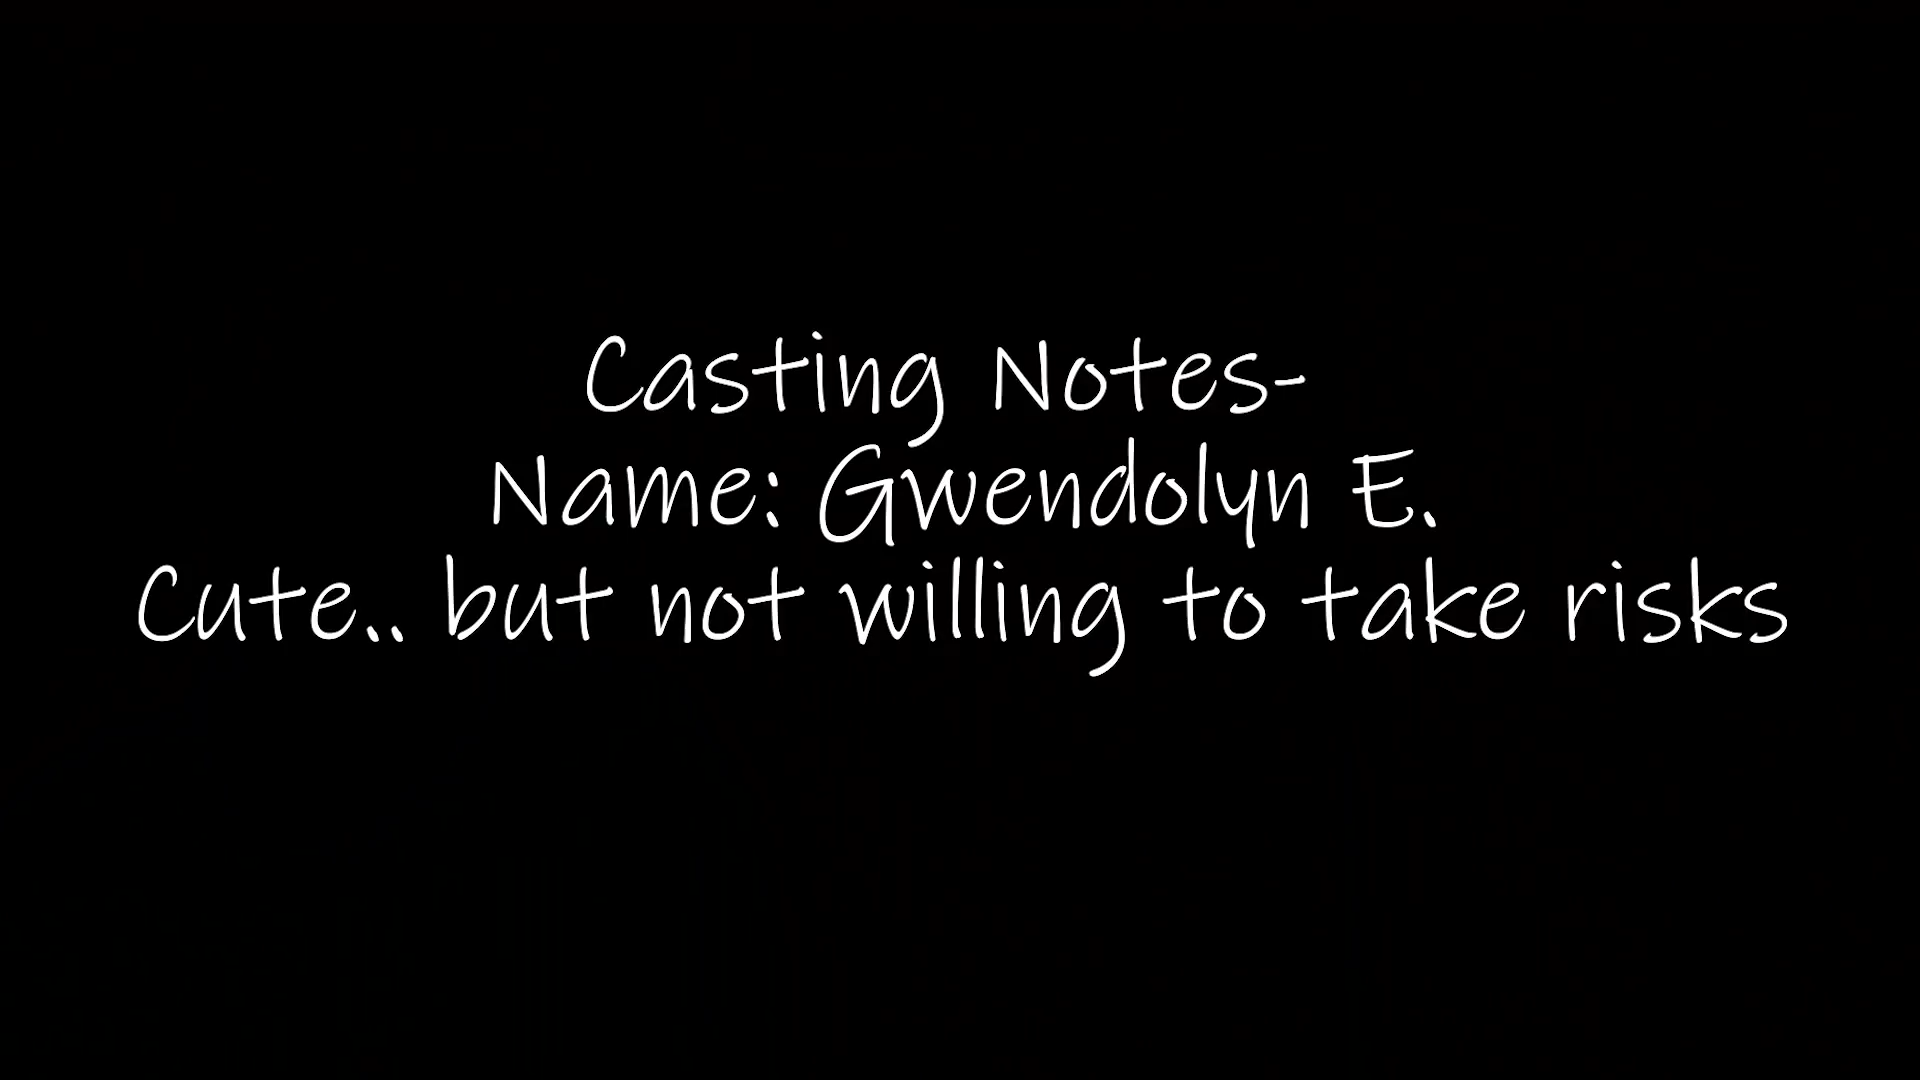 Casting Notes-
Name: Gwendolyn E.
Cute.. but not willing to take risks